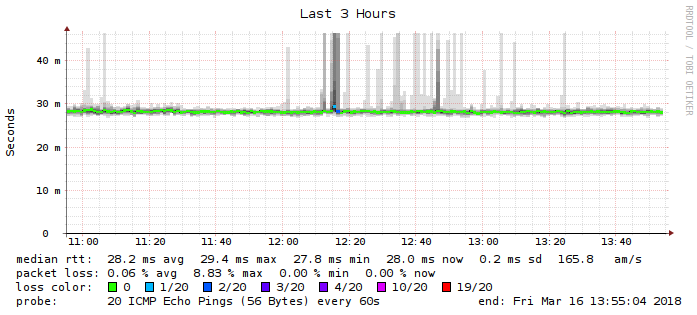 Last 3 Hours
RRDTOOL / TOBI OETIKER
Seconds
40 m
30 m
20 m
10 m
0
11:00 11:20 11:40 12:00 12:20 12:40 13:00 13:20 13:40
median rtt: 28.2 ms avg 29.4 ms max 27.8 ms min 28.0 ms now 0.2 ms sd 165.8 am/s
packet loss: 0.06 % avg 8.83 % max 0.00 % min 0.00 % now
loss color: 0 1/20 2/20 3/20 4/20 10/20 19/20
probe: 20 ICMP Echo Pings (56 Bytes) every 60s end: Fri Mar 16 13:55:04 2018